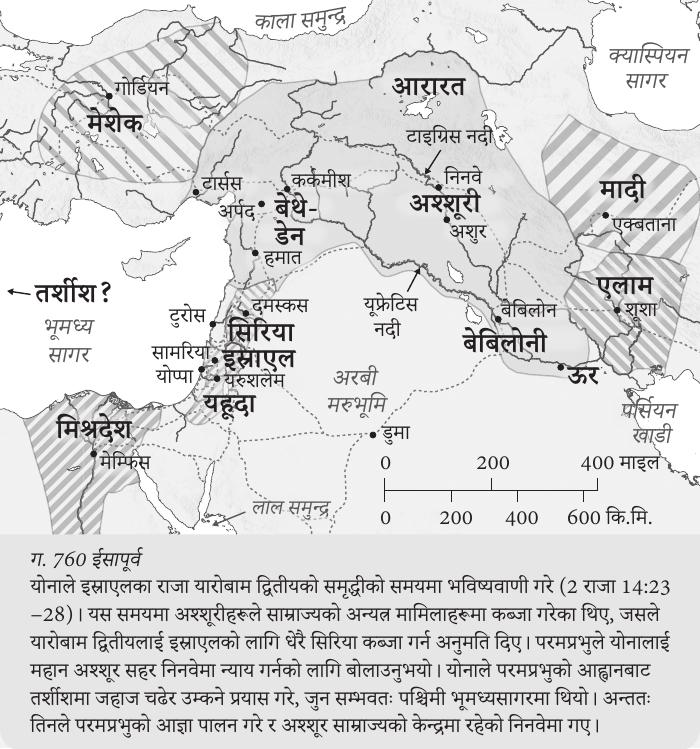 काला समुन्द्र
क्यास्पियन
सागर
गोर्डियन
मेशेक
आरारत
टाइग्रिस नदी
टार्सस
कर्कमीश
निनवे
अर्पद
बेथे-
डेन
अश्शूरी
अशुर
मादी
एक्बताना
हमात
← तर्शीश?
भूमध्य
सागर
टुरोस
दमस्कस
सिरिया
यूफ्रेटिस
नदी
बेबिलोन
बेबिलोनी
एलाम
शूशा
सामरिया
इस्राएल
योप्पा
यरुशलेम
यहूदा
अरबी
मरुभूमि
ऊर
पर्सियन
खाडी
मिश्रदेश
मेम्फिस
डुमा
लाल समुन्द्र
0 200 400 माइल
0 200 400 600 कि.मि.
ग. 760 ईसापूर्व
योनाले इस्राएलका राजा यारोबाम द्वितीयको समृद्धीको समयमा भविष्यवाणी गरे (2 राजा 14:23
–28)। यस समयमा अश्शूरीहरूले साम्राज्यको अन्यत्र मामिलाहरूमा कब्जा गरेका थिए, जसले
यारोबाम द्वितीयलाई इस्राएलको लागि धेरै सिरिया कब्जा गर्न अनुमति दिए। परमप्रभुले योनालाई
महान अश्शूर सहर निनवेमा न्याय गर्नको लागि बोलाउनुभयो। योनाले परमप्रभुको आह्वानबाट
तर्शीशमा जहाज चढेर उम्कने प्रयास गरे, जुन सम्भवतः पश्चिमी भूमध्यसागरमा थियो। अन्ततः
तिनले परमप्रभुको आज्ञा पालन गरे र अश्शूर साम्राज्यको केन्द्रमा रहेको निनवेमा गए।